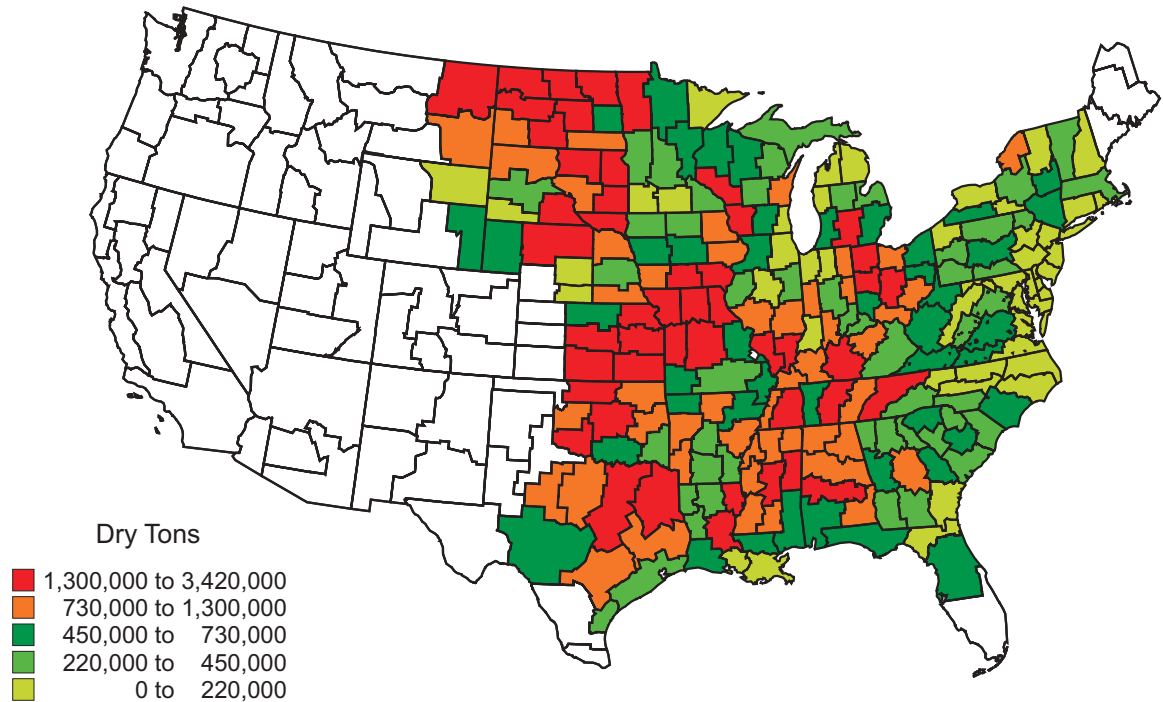 Dry Tons
1,300,000 to 3,420,000
730,000 to 1,300,000
450,000 to 730,000
220,000 to 450,000
0 to 220,000